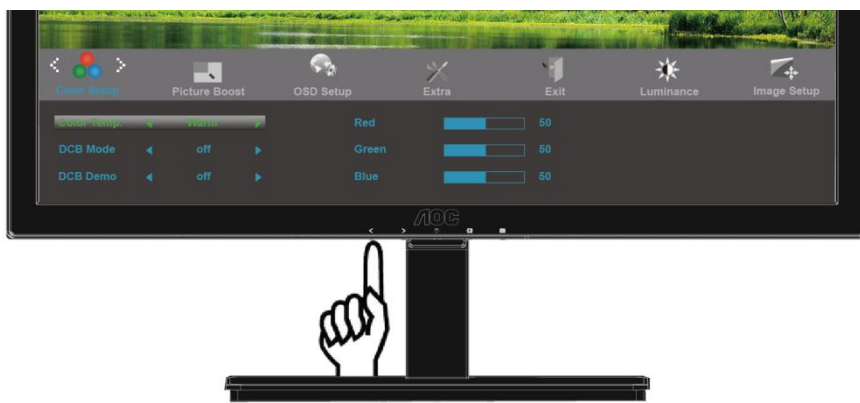 Color Setup Picture Boost OSD Setup Extra Exit Luminance Image Setup
Color Temp. Warm Red 50
DCB Mode off Green 50
DCB Demo off Blue 50
AOC